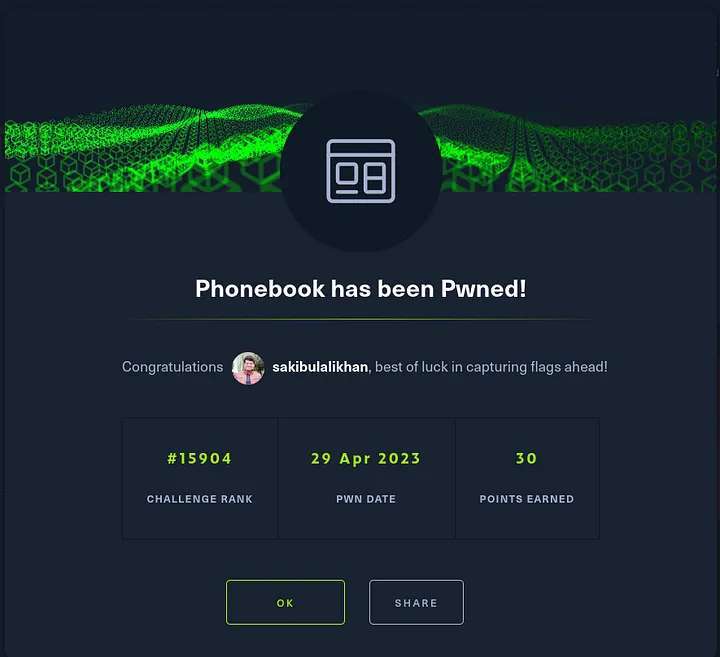 Phonebook has been Pwned!
Congratulations sakibulalikhan, best of luck in capturing flags ahead!
#15904 29 Apr 2023 30
CHALLENGE RANK PWN DATE POINTS EARNED
OK SHARE